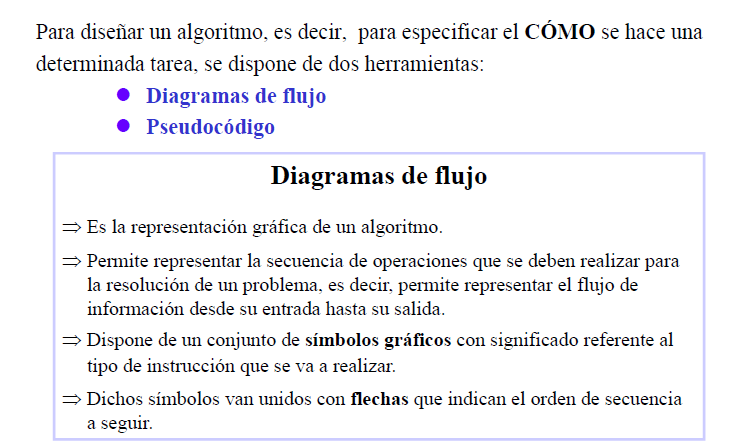 Para diseñar un algoritmo, es decir, para especificar el CÓMO se hace una
determinada tarea, se dispone de dos herramientas:
● Diagramas de flujo
● Pseudocódigo
Diagramas de flujo
⇒ Es la representación gráfica de un algoritmo.
⇒ Permite representar la secuencia de operaciones que se deben realizar para
la resolución de un problema, es decir, permite representar el flujo de
información desde su entrada hasta su salida.
⇒ Dispone de un conjunto de símbolos gráficos con significado referente al
tipo de instrucción que se va a realizar.
⇒ Dichos símbolos van unidos con flechas que indican el orden de secuencia
a seguir.